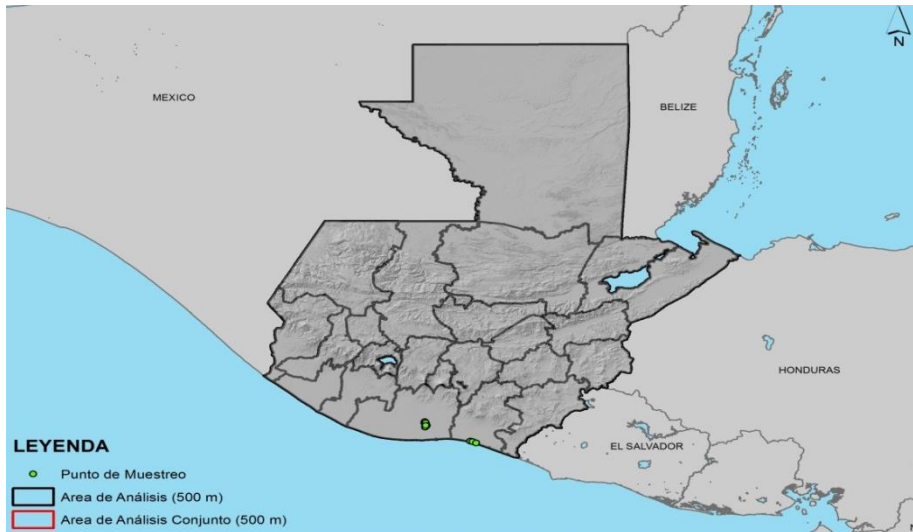 N
MEXICO
BELIZE
HONDURAS
EL SALVADOR
LEYENDA
Punto de Muestreo
Area de Análisis (500 m)
Area de Análisis Conjunto (500 m)